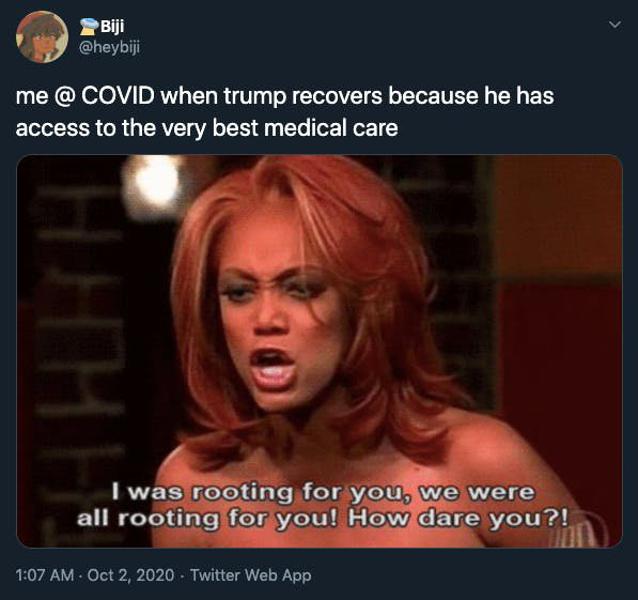 Biji
@heybiji
me @ COVID when trump recovers because he has
access to the very best medical care
I was rooting for you, we were
all rooting for you! How dare you?!
1:07 AM · Oct 2, 2020 · Twitter Web App